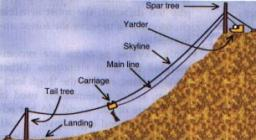 Spar tree
Yarder
Skyline
Main line
Carriage
Tail tree
Landing